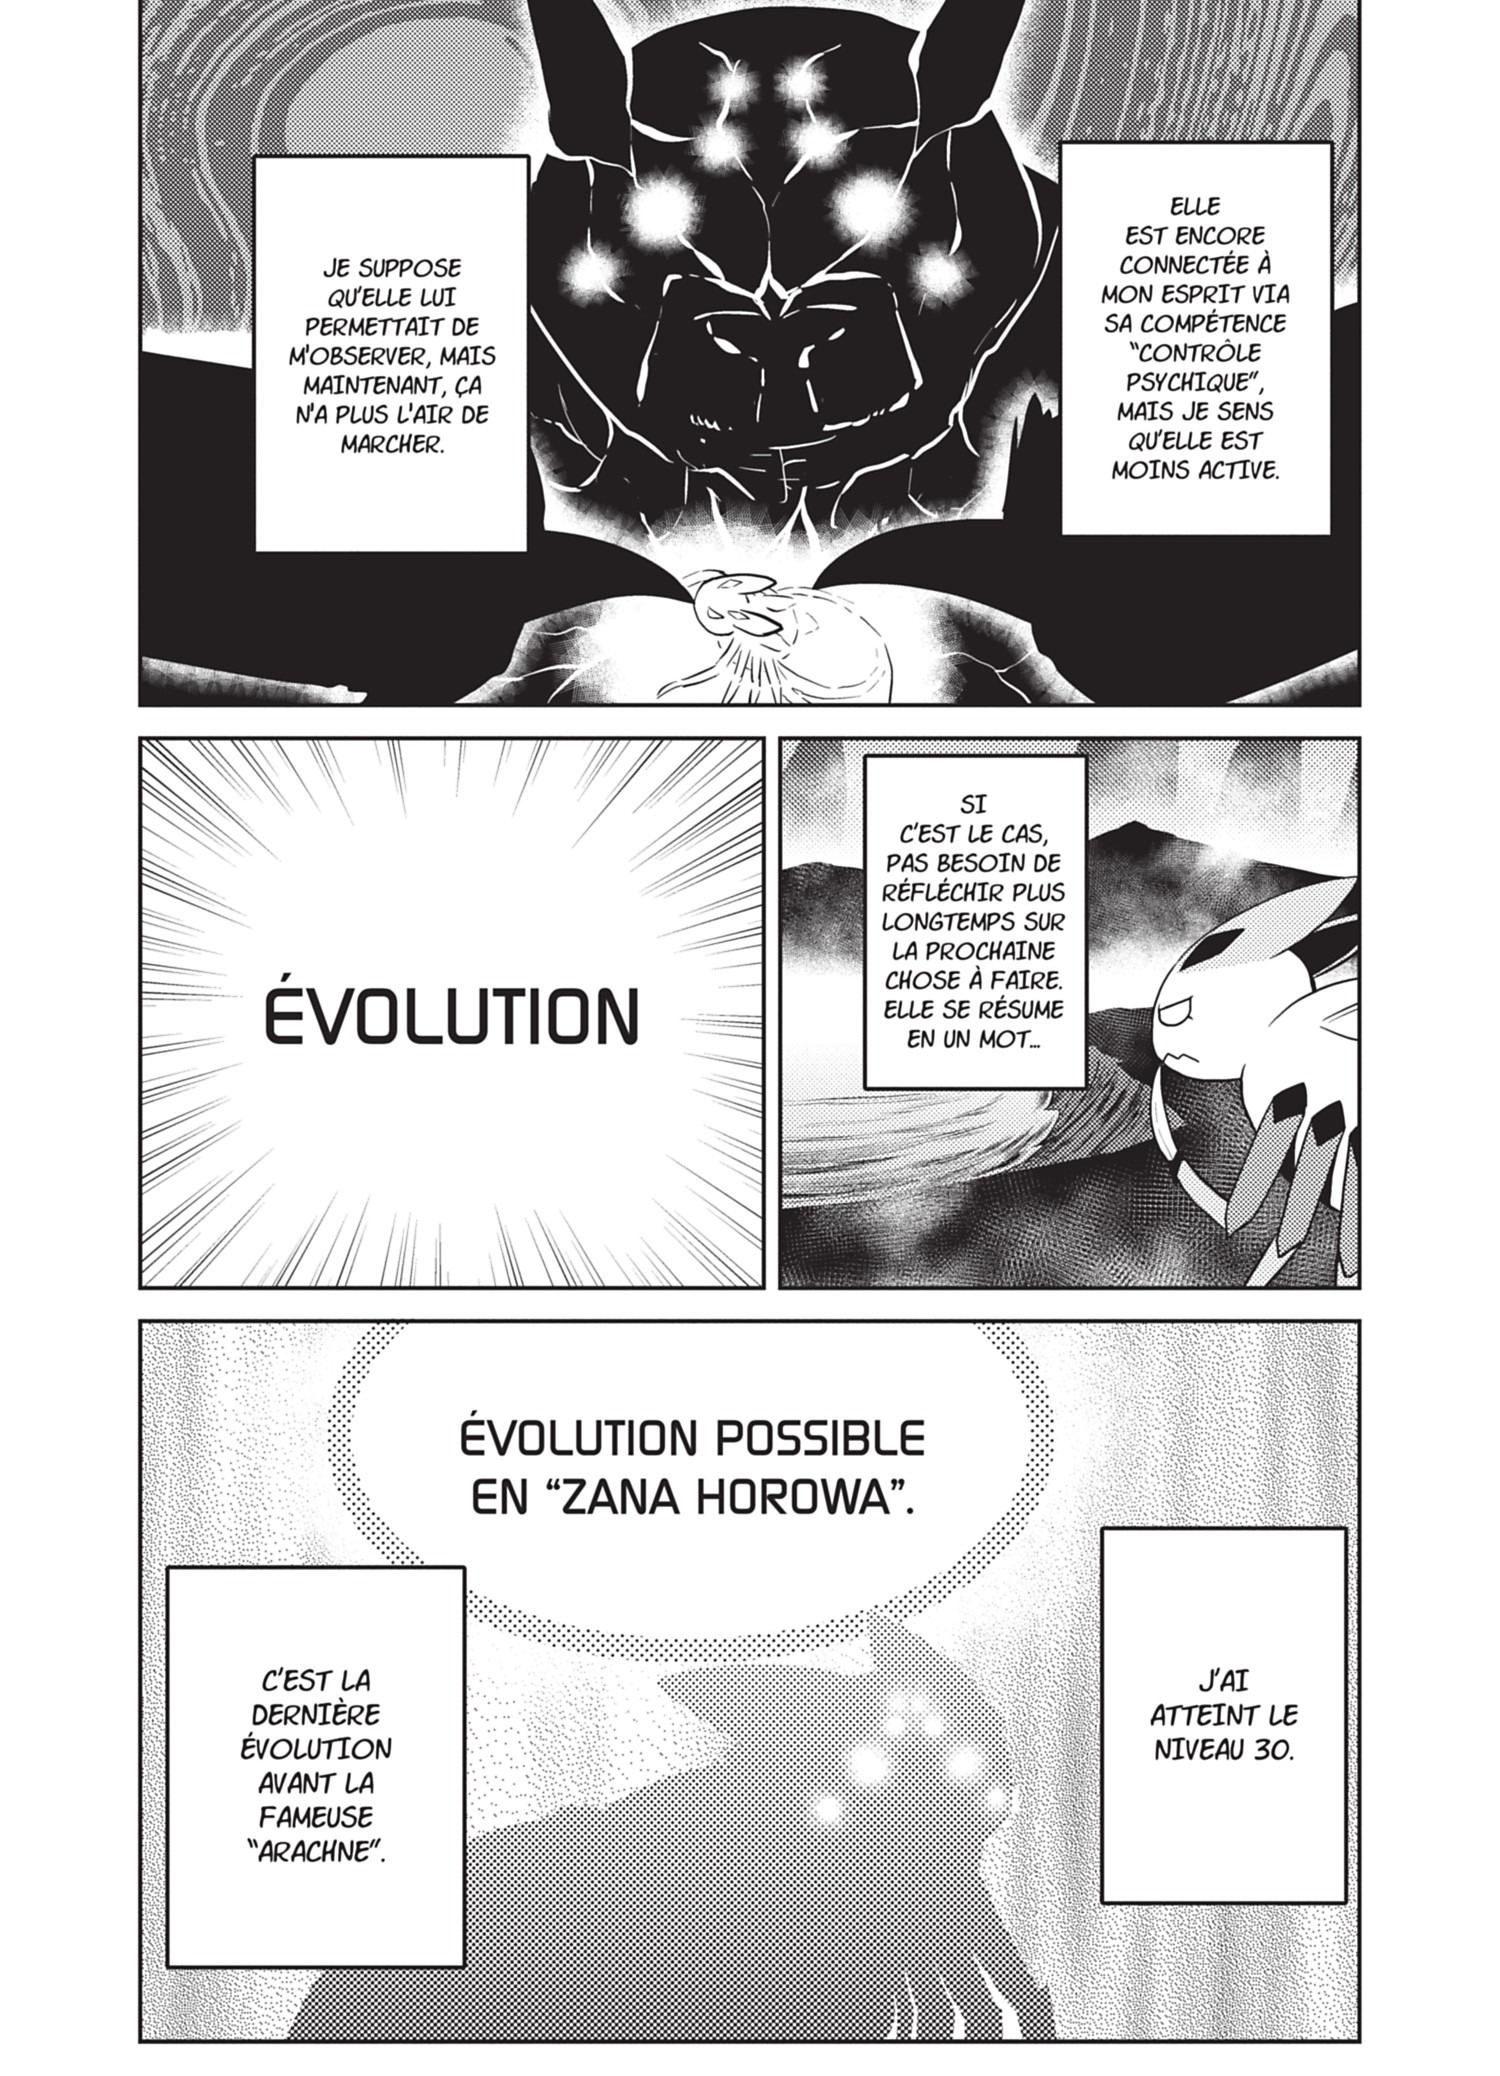 ELLE
EST ENCORE
CONNECTÉE À
MON ESPRIT VIA
SA COMPÉTENCE
“CONTRÔLE
PSYCHIQUE”,
MAIS JE SENS
QU'ELLE EST
MOINS ACTIVE.
JE SUPPOSE
QU'ELLE LUI
PERMETTAIT DE
M'OBSERVER, MAIS
MAINTENANT, ÇA
N'A PLUS L'AIR DE
MARCHER.
SI
C'EST LE CAS,
PAS BESOIN DE
RÉFLÉCHIR PLUS
LONGTEMPS SUR
LA PROCHAINE
CHOSE À FAIRE.
ELLE SE RÉSUME
EN UN MOT...
ÉVOLUTION
ÉVOLUTION POSSIBLE
EN “ZANA HOROWA”.
J'AI
ATTEINT LE
NIVEAU 30.
C'EST LA
DERNIÈRE
ÉVOLUTION
AVANT LA
FAMEUSE
“ARACHNE”.